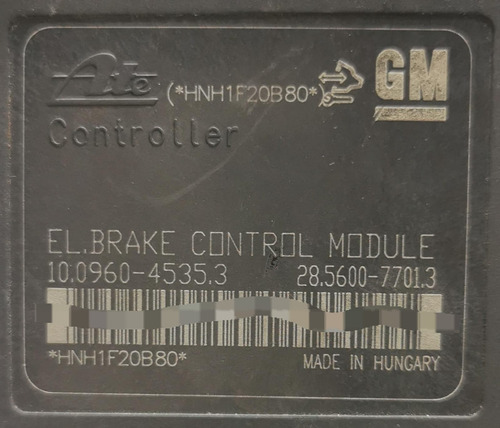 Ate (*HNH1F20B80*) GM
Controller
EL.BRAKE CONTROL MODULE
10.0960-4535.3 28.5600-7701.3
*HNH1F20B80* MADE IN HUNGARY